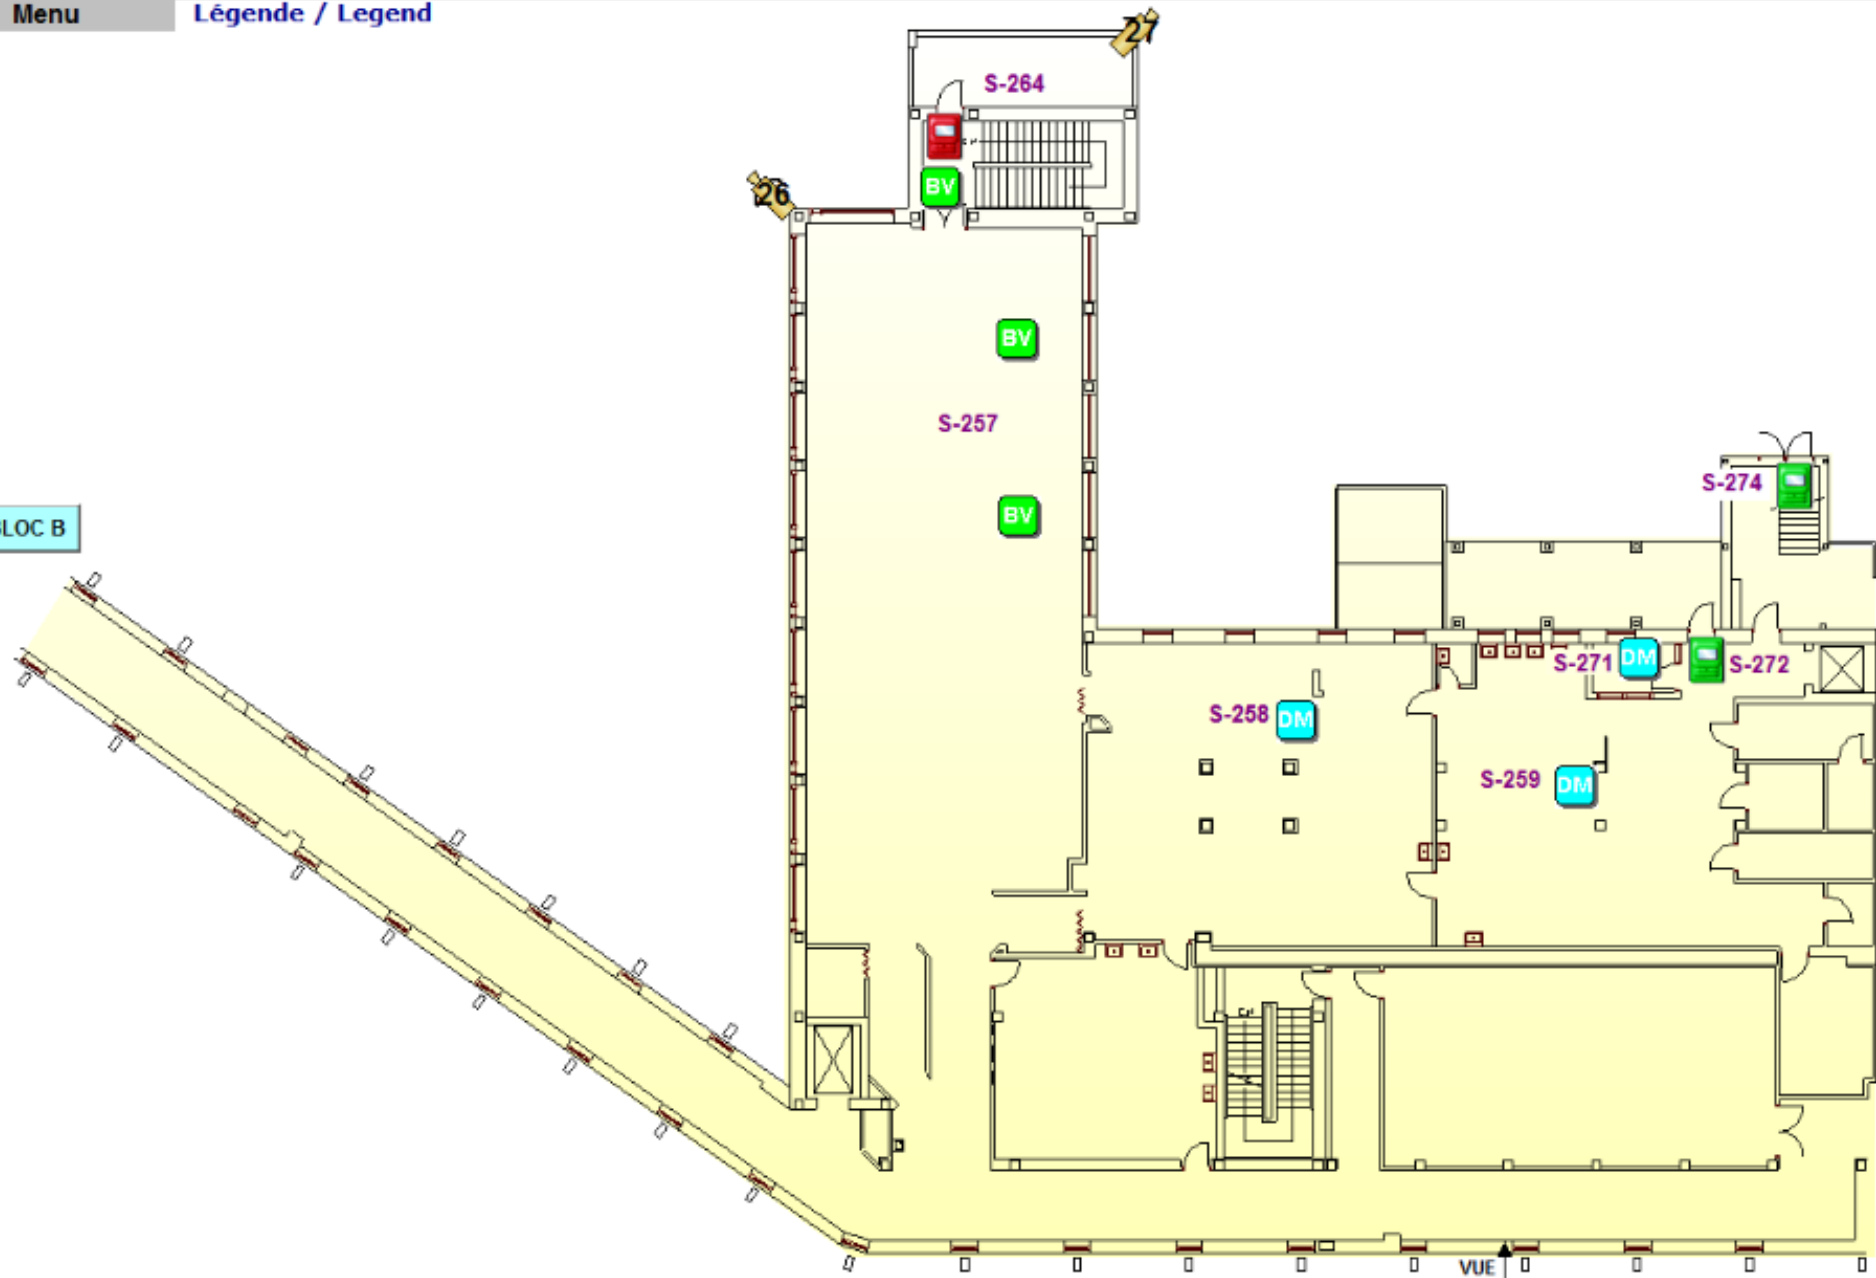 Menu Légende / Legend
27
S-264
BV
26
BV
S-257
S-274
BV
LOC B
S-271 DM S-272
S-258 DM
S-259 DM
VUE